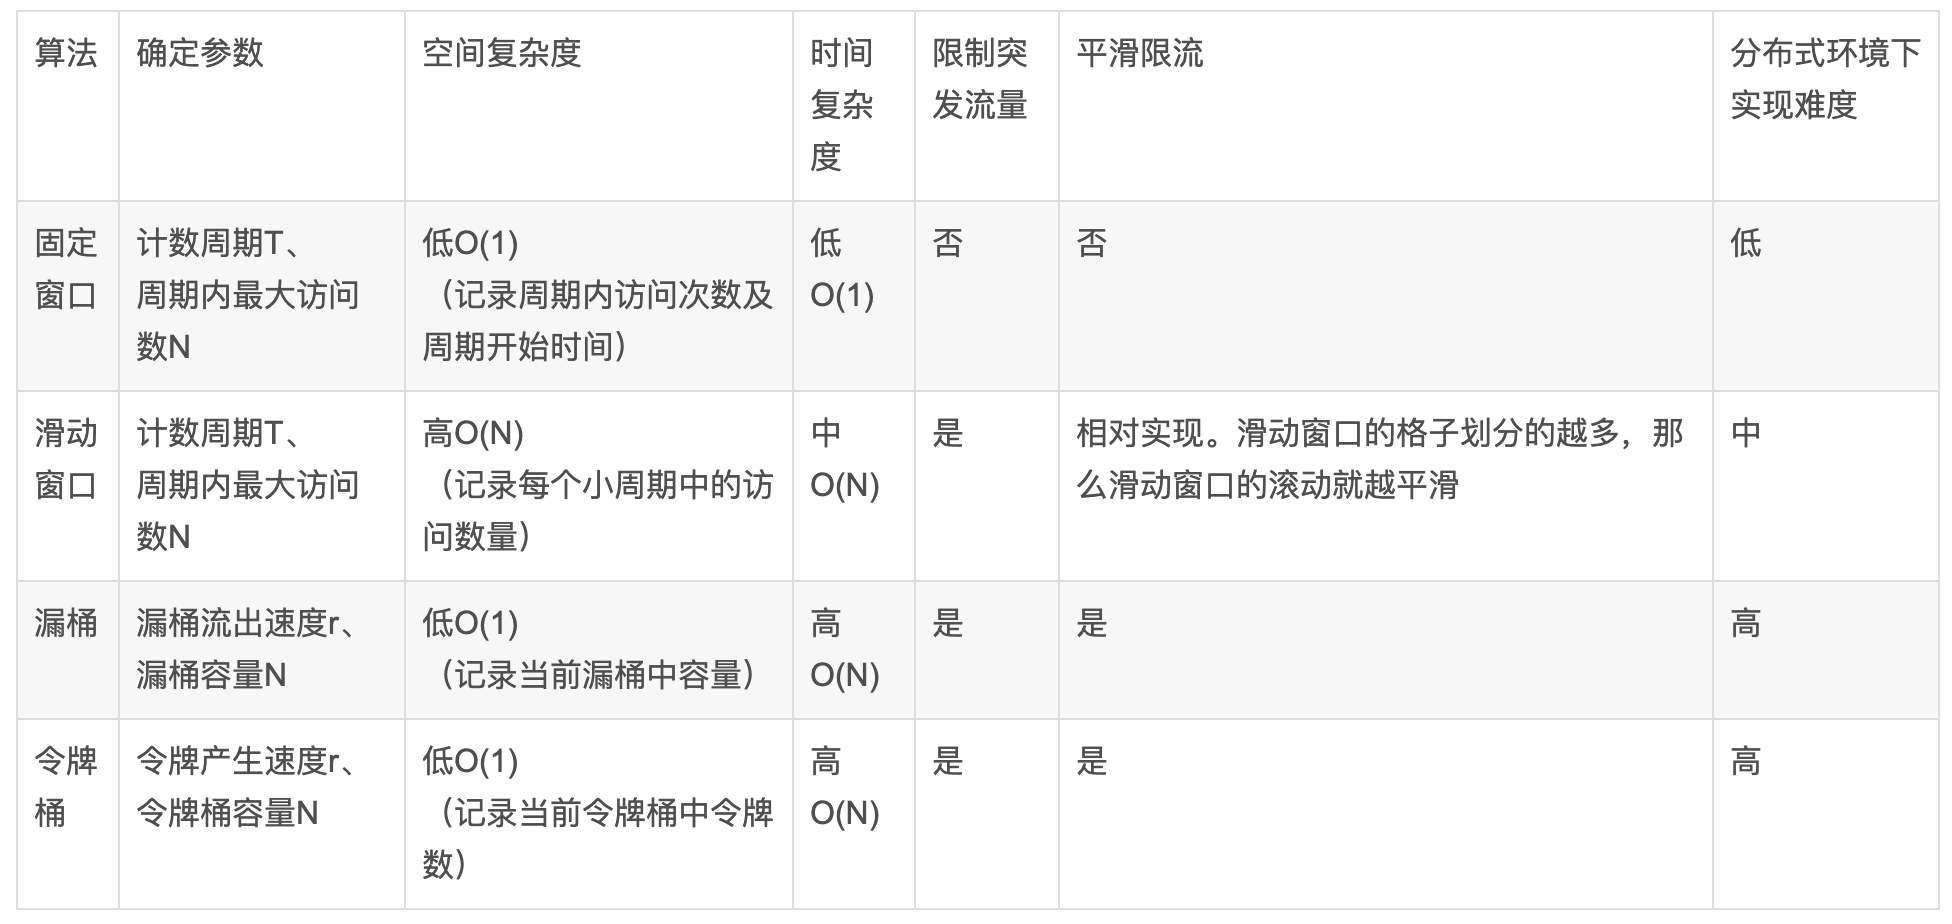 算法
确定参数
空间复杂度
时间
复杂
度
限制突
发流量
平滑限流
分布式环境下
实现难度
固定
窗口
计数周期T、
周期内最大访问
数N
低O(1)
（记录周期内访问次数及
周期开始时间）
低
O(1)
否
否
低
滑动
窗口
计数周期T、
周期内最大访问
数N
高O(N)
（记录每个小周期中的访
问数量）
中
O(N)
是
相对实现。滑动窗口的格子划分的越多，那
么滑动窗口的滚动就越平滑
中
漏桶
漏桶流出速度r、
漏桶容量N
低O(1)
（记录当前漏桶中容量）
高
O(N)
是
是
高
令牌
桶
令牌产生速度r、
令牌桶容量N
低O(1)
（记录当前令牌桶中令牌
数）
高
O(N)
是
是
高